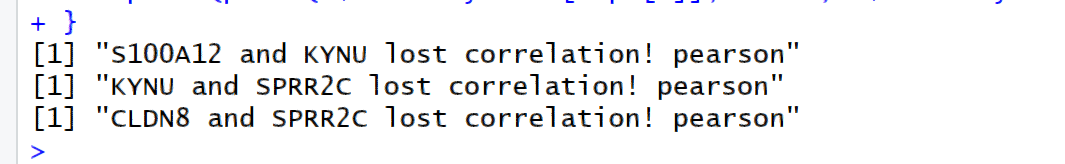 + }
[1] "S100A12 and KYNU lost correlation! pearson"
[1] "KYNU and SPRR2C lost correlation! pearson"
[1] "CLDN8 and SPRR2C lost correlation! pearson"
>